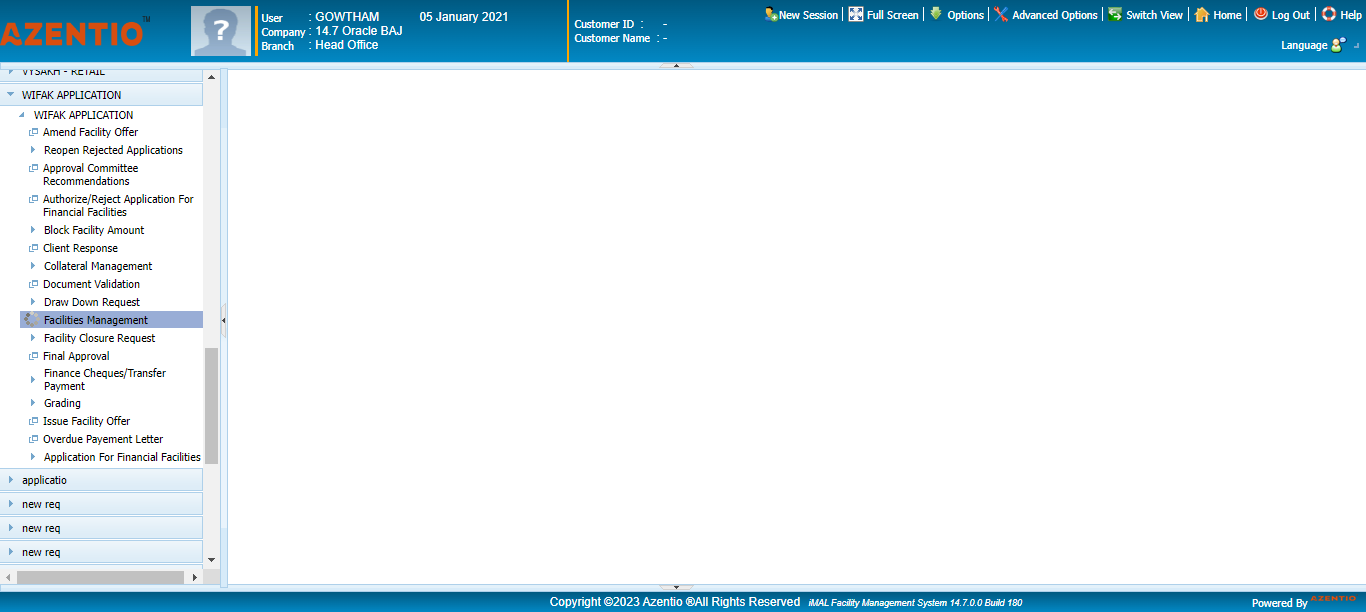 AZENTIO™
?
User : GOWTHAM 05 January 2021
Company : 14.7 Oracle BAJ
Branch : Head Office
Customer ID : -
Customer Name : -
New Session Full Screen Options Advanced Options Switch View Home Log Out Help
Language
VYSAKH - RETAIL
WIFAK APPLICATION
WIFAK APPLICATION
Amend Facility Offer
Reopen Rejected Applications
Approval Committee
Recommendations
Authorize/Reject Application For
Financial Facilities
Block Facility Amount
Client Response
Collateral Management
Document Validation
Draw Down Request
Facilities Management
Facility Closure Request
Final Approval
Finance Cheques/Transfer
Payment
Grading
Issue Facility Offer
Overdue Payement Letter
Application For Financial Facilities
applicatio
new req
new req
new req
Copyright ©2023 Azentio ®All Rights Reserved iMAL Facility Management System 14.7.0.0 Build 180
Powered By AZENTIO